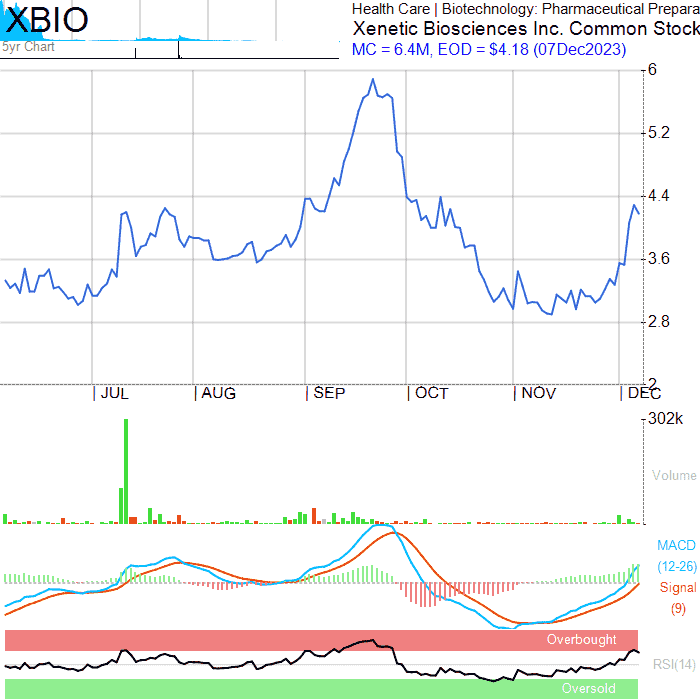 XBIO
Health Care | Biotechnology: Pharmaceutical Prepara
Xenetic Biosciences Inc. Common Stock
5yr Chart
MC = 6.4M, EOD = $4.18 (07Dec2023)
6
5.2
4.4
3.6
2.8
2
JUL AUG SEP OCT NOV DEC
302k
Volume
MACD
(12-26)
Signal
(9)
Overbought
RSI(14)
Oversold